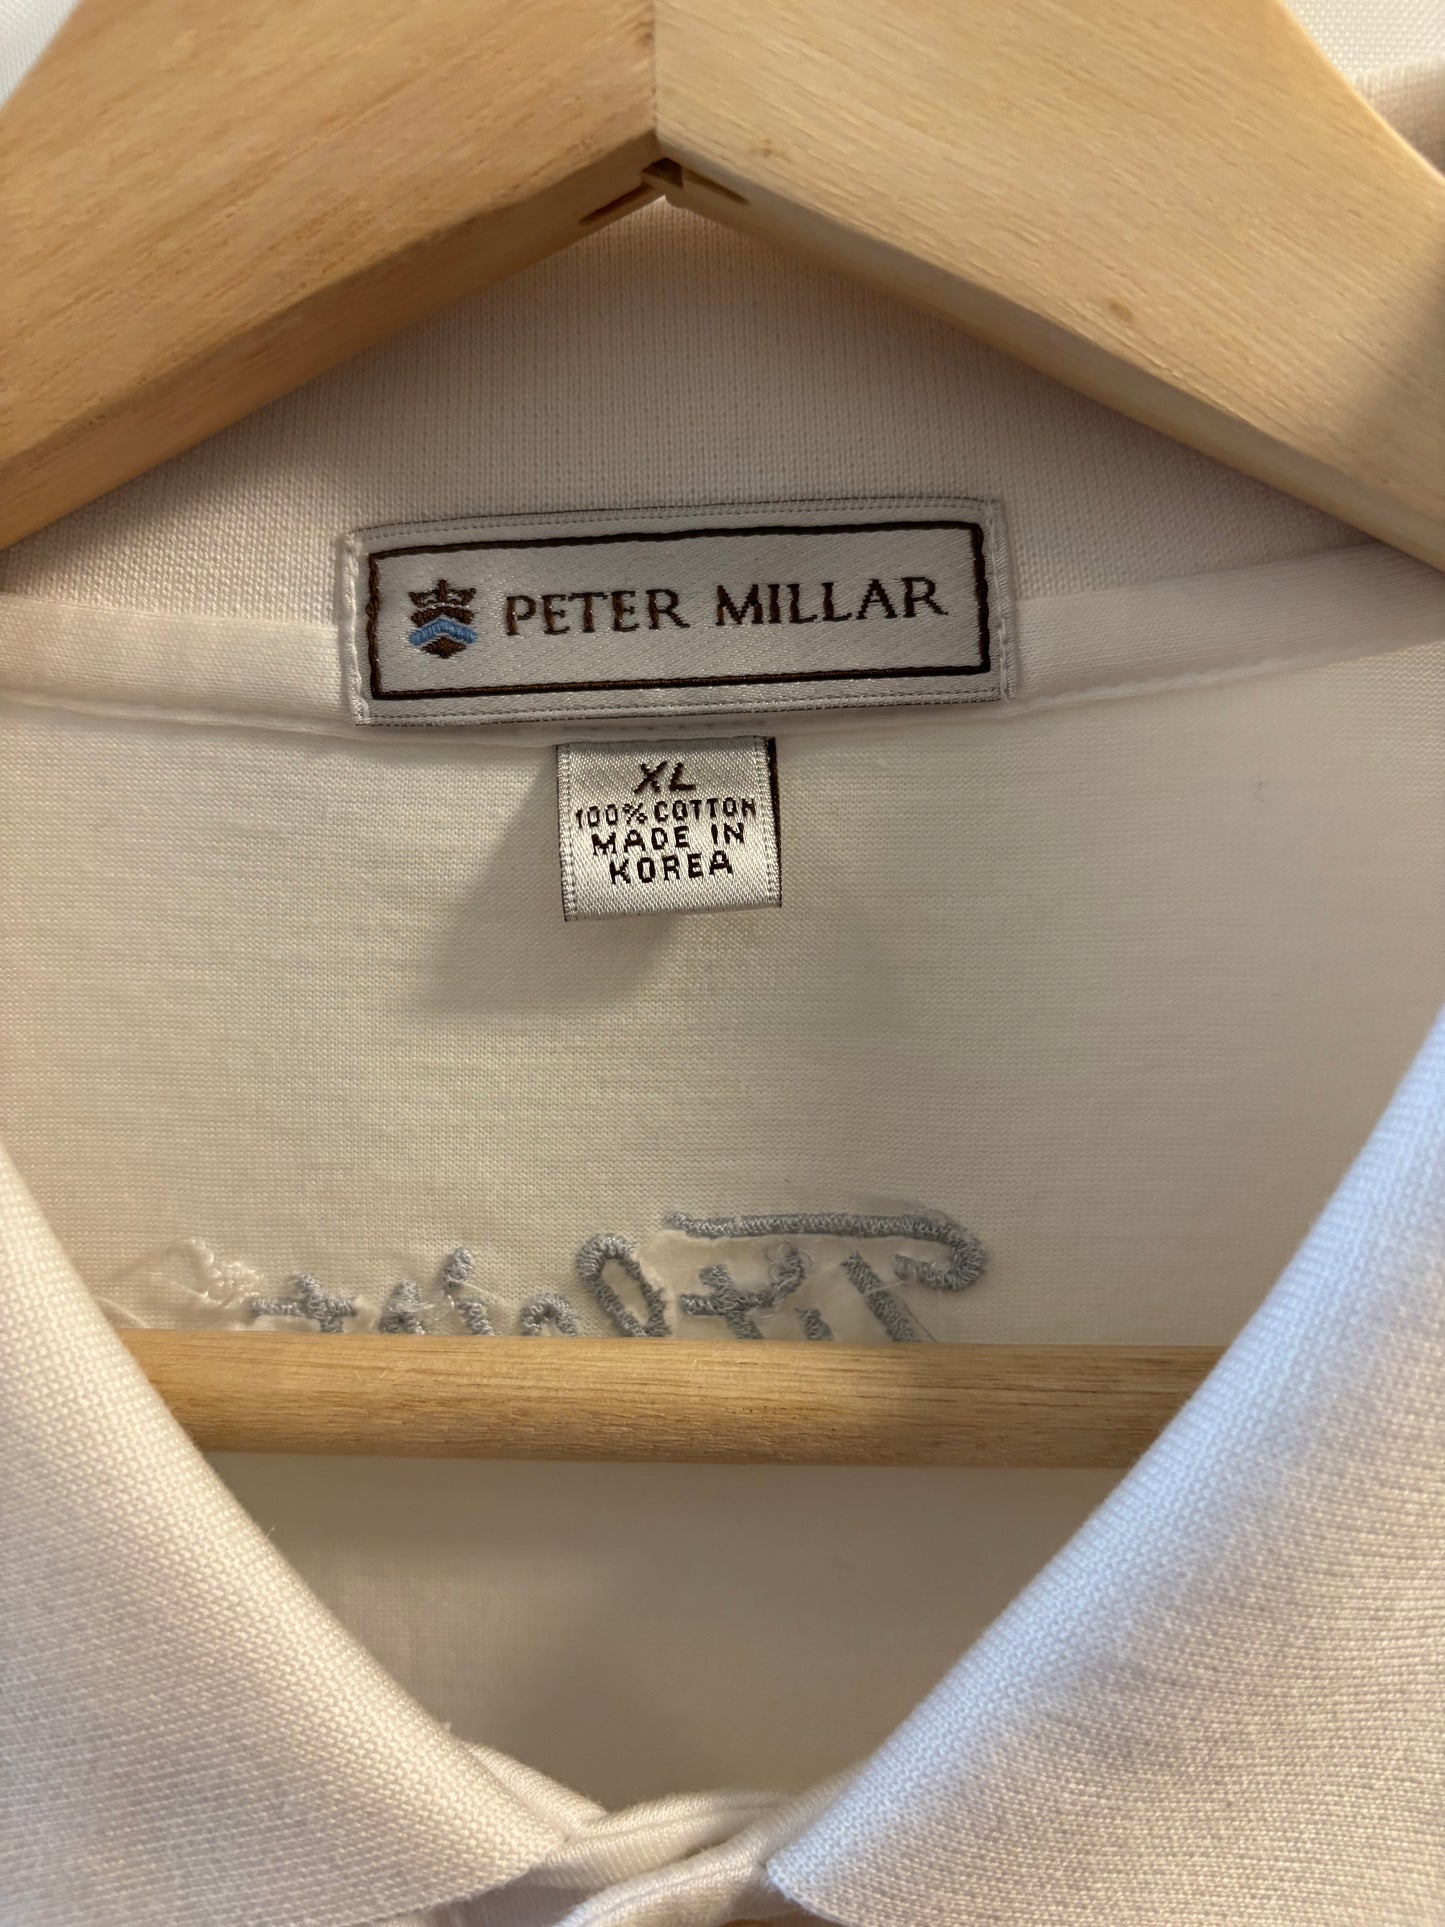 PETER MILLAR
XL
100% COTTON
MADE IN
KOREA